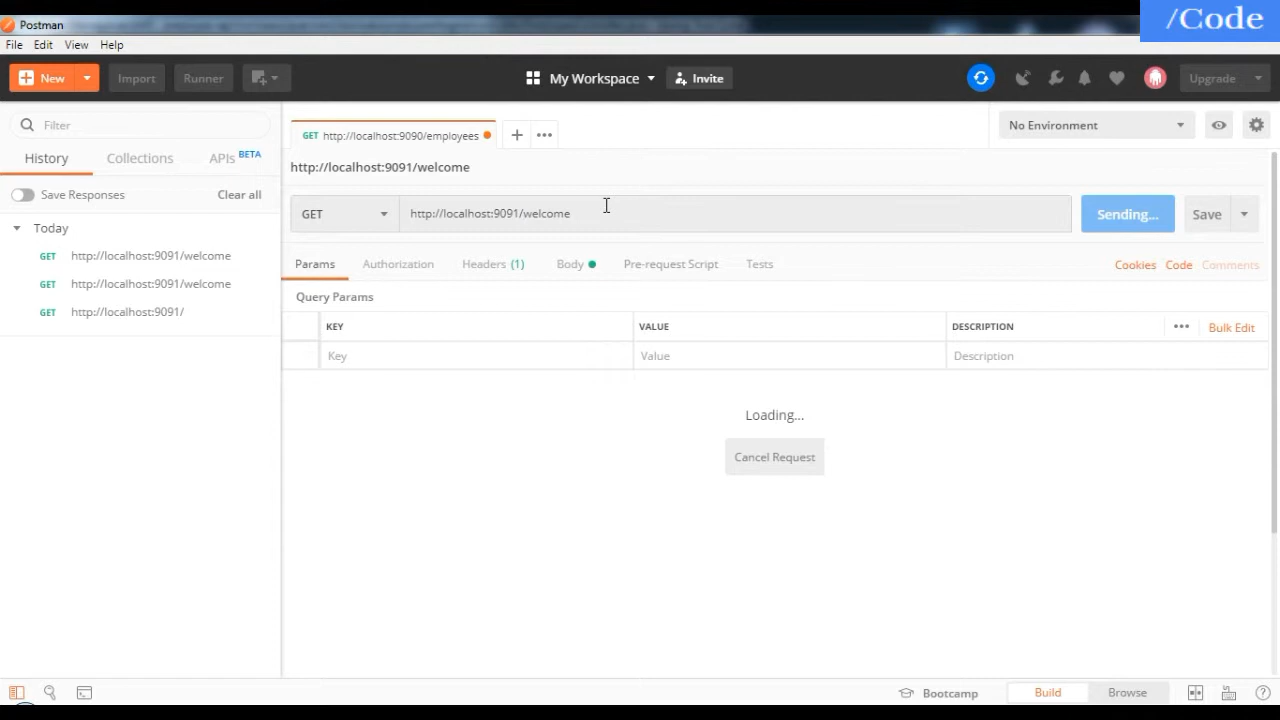 Postman
/Code
File Edit View Help
New Import Runner My Workspace Invite Upgrade
Filter
History Collections APIs BETA
Save Responses Clear all
Today
GET http://localhost:9091/welcome
GET http://localhost:9091/welcome
GET http://localhost:9091/
GET http://localhost:9090/employees
No Environment
http://localhost:9091/welcome
GET http://localhost:9091/welcome Sending... Save
Params Authorization Headers (1) Body Pre-request Script Tests Cookies Code Comments
Query Params
KEY VALUE DESCRIPTION Bulk Edit
Key Value Description
Loading...
Cancel Request
Bootcamp Build Browse